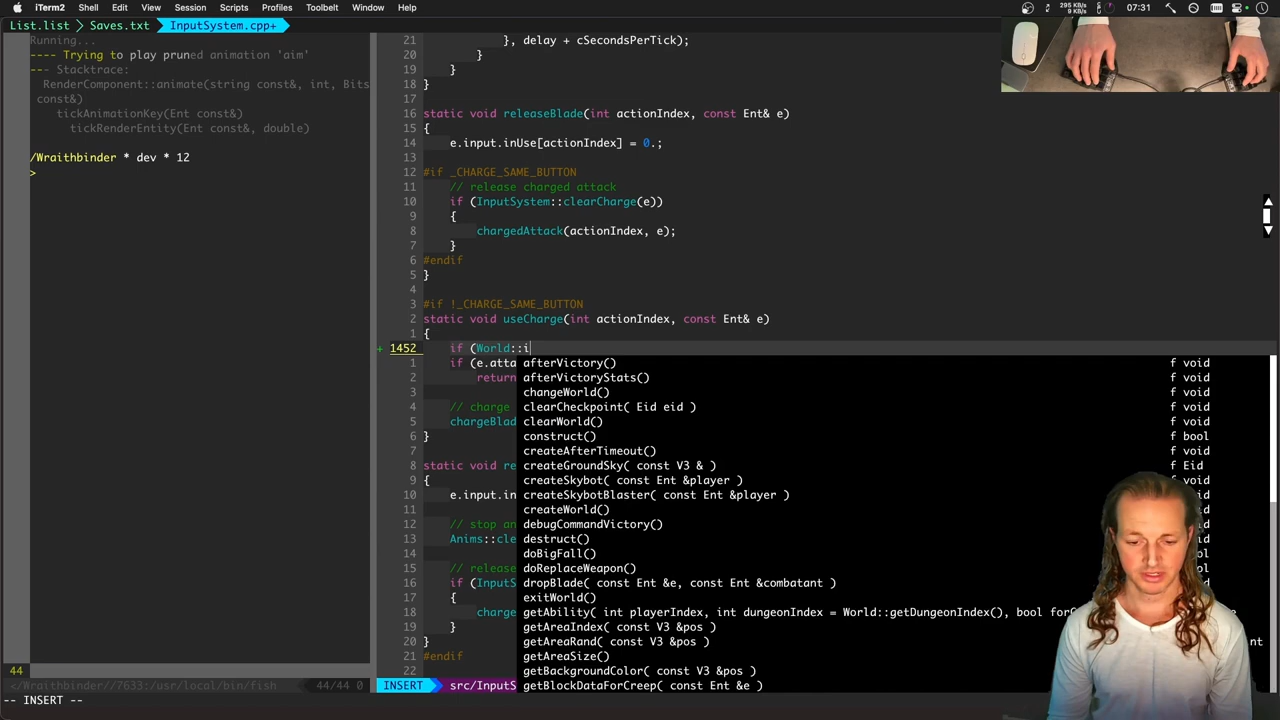 iTerm2 Shell Edit View Session Scripts Profiles Toolbelt Window Help 295 KB/s 9 KB/s 07:31
List.list Saves.txt InputSystem.cpp+
Running...
---- Trying to play pruned animation 'aim'
--- Stacktrace:
RenderComponent::animate(string const&, int, Bits
const&)
tickAnimationKey(Ent const&)
tickRenderEntity(Ent const&, double)
/Wraithbinder * dev * 12
>
44
~/Wraithbinder//7633:/usr/local/bin/fish 44/44 0
21 }, delay + cSecondsPerTick);
20 }
19 }
18 }
17
16 static void releaseBlade(int actionIndex, const Ent& e)
15 {
14 e.input.inUse[actionIndex] = 0.;
13
12 #if _CHARGE_SAME_BUTTON
11 // release charged attack
10 if (InputSystem::clearCharge(e))
9 {
8 chargedAttack(actionIndex, e);
7 }
6 #endif
5 }
4
3 #if !_CHARGE_SAME_BUTTON
2 static void useCharge(int actionIndex, const Ent& e)
1 {
+ 1452 if (World::i
1 if (e.atta afterVictory() f void
2 return afterVictoryStats() f void
3 changeWorld() f void
4 // charge clearCheckpoint( Eid eid ) f void
5 chargeBlad clearWorld() f void
6 } construct() f bool
7 createAfterTimeout() f void
8 static void re createGroundSky( const V3 & ) f Eid
9 { createSkybot( const Ent &player ) f void
10 e.input.in createSkybotBlaster( const Ent &player )
11 createWorld()
12 // stop an debugCommandVictory()
13 Anims::cle destruct()
14 doBigFall()
15 // release doReplaceWeapon()
16 if (InputS dropBlade( const Ent &e, const Ent &combatant )
17 { exitWorld()
18 charge getAbility( int playerIndex, int dungeonIndex = World::getDungeonIndex(), bool forC
19 } getAreaIndex( const V3 &pos )
20 } getAreaRand( const V3 &pos )
21 #endif getAreaSize()
22 getBackgroundColor( const V3 &pos )
INSERT src/InputS getBlockDataForCreep( const Ent &e )
-- INSERT --